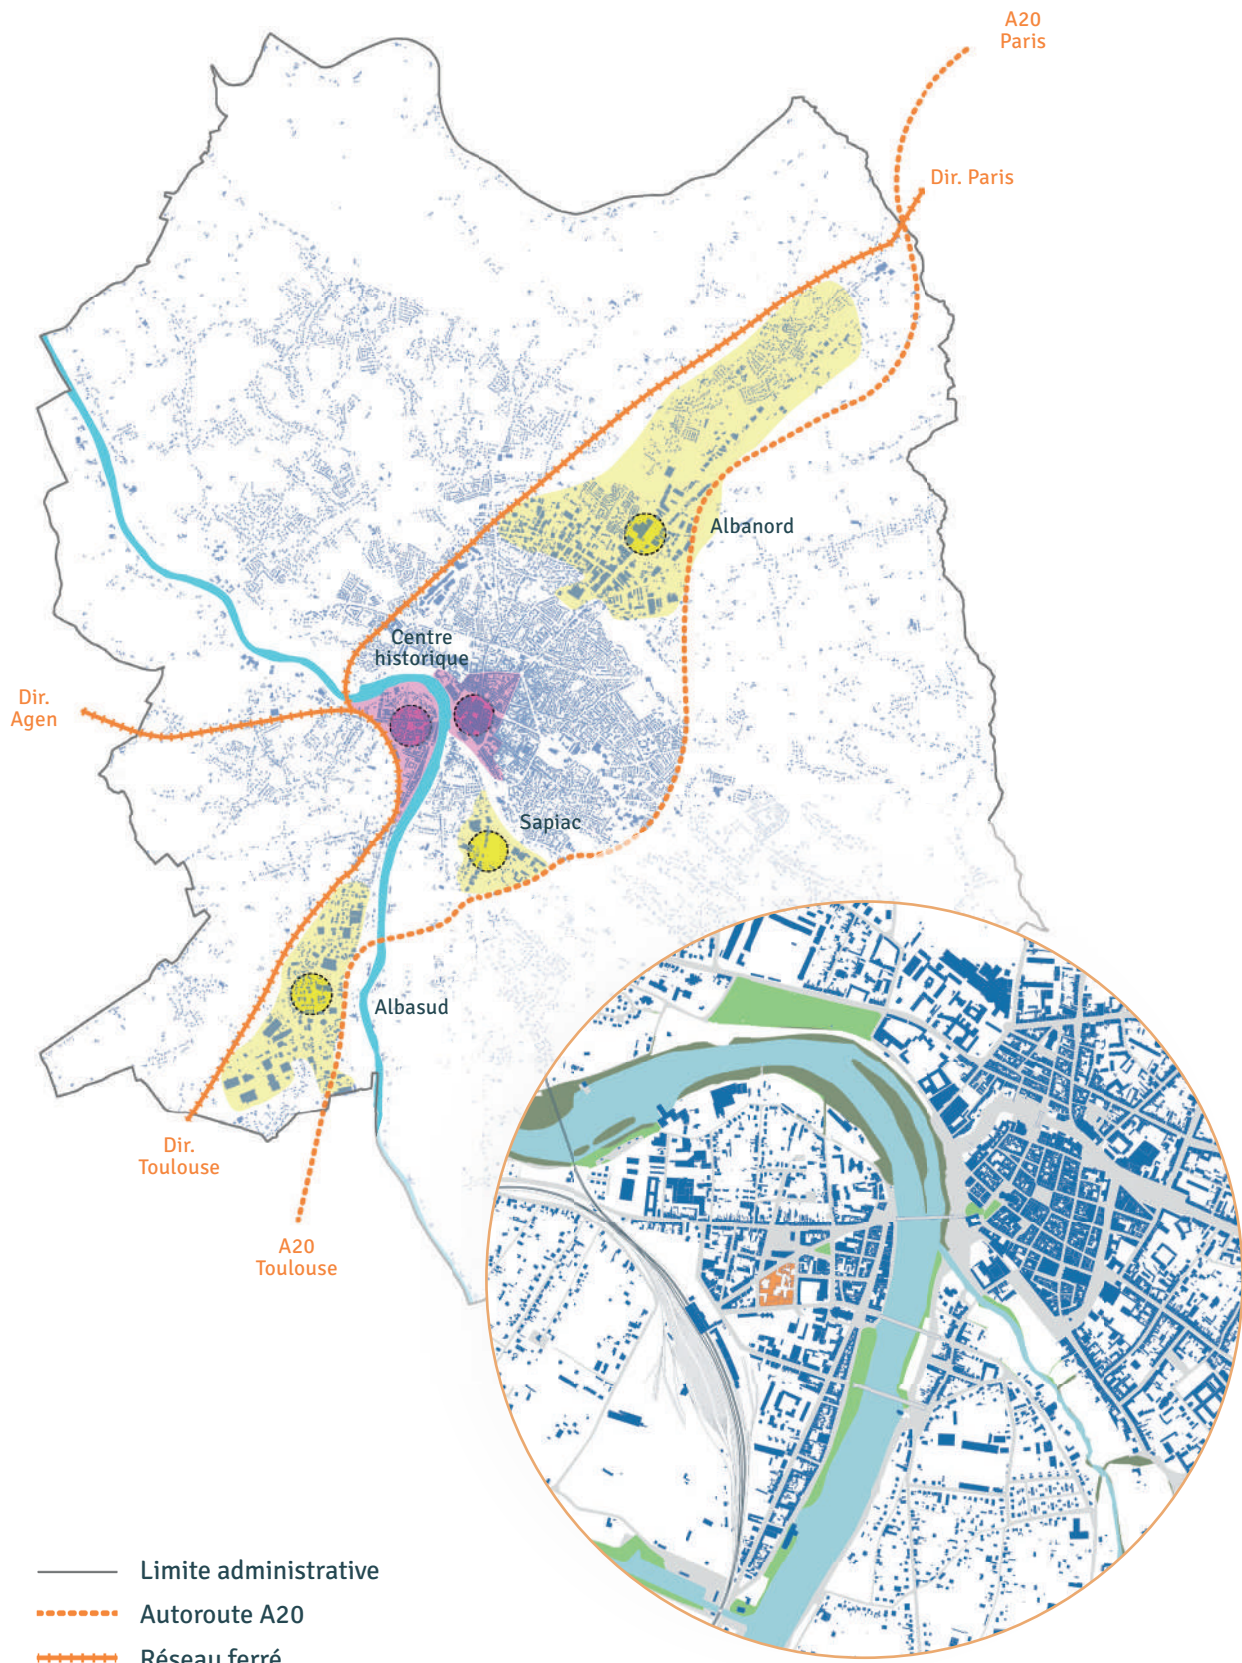 A20
Paris
Dir. Paris
Albanord
Centre
historique
Dir.
Agen
Sapiac
Albasud
Dir.
Toulouse
A20
Toulouse
Limite administrative
Autoroute A20
Réseau ferré